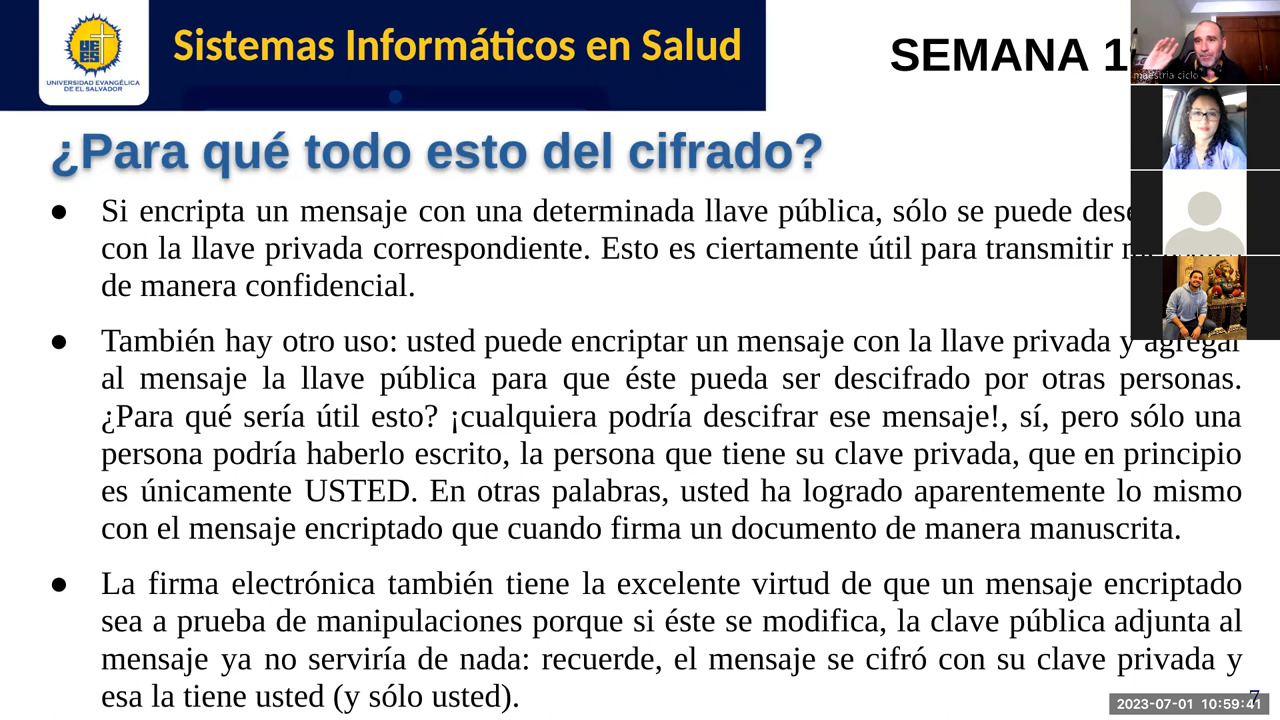 UNIVERSIDAD EVANGÉLICA
DE EL SALVADOR
Sistemas Informáticos en Salud
SEMANA 1
maestria ciclo
¿Para qué todo esto del cifrado?
● Si encripta un mensaje con una determinada llave pública, sólo se puede
con la llave privada correspondiente. Esto es ciertamente útil para transmitir
de manera confidencial.
● También hay otro uso: usted puede encriptar un mensaje con la llave privada y agregar
al mensaje la llave pública para que éste pueda ser descifrado por otras personas.
¿Para qué sería útil esto? ¡cualquiera podría descifrar ese mensaje!, sí, pero sólo una
persona podría haberlo escrito, la persona que tiene su clave privada, que en principio
es únicamente USTED. En otras palabras, usted ha logrado aparentemente lo mismo
con el mensaje encriptado que cuando firma un documento de manera manuscrita.
● La firma electrónica también tiene la excelente virtud de que un mensaje encriptado
sea a prueba de manipulaciones porque si éste se modifica, la clave pública adjunta al
mensaje ya no serviría de nada: recuerde, el mensaje se cifró con su clave privada y
esa la tiene usted (y sólo usted).
7
2023-07-01 10:59:41